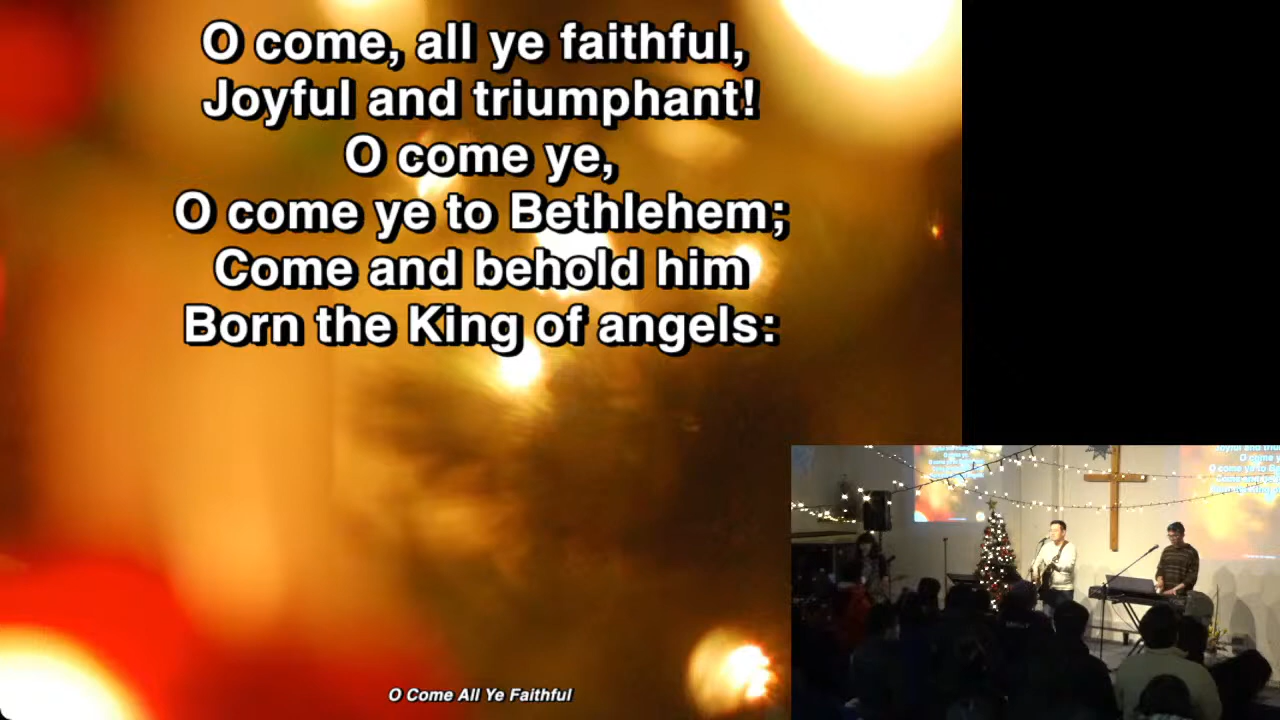 O come, all ye faithful,
Joyful and triumphant!
O come ye,
O come ye to Bethlehem;
Come and behold him
Born the King of angels:
O Come All Ye Faithful